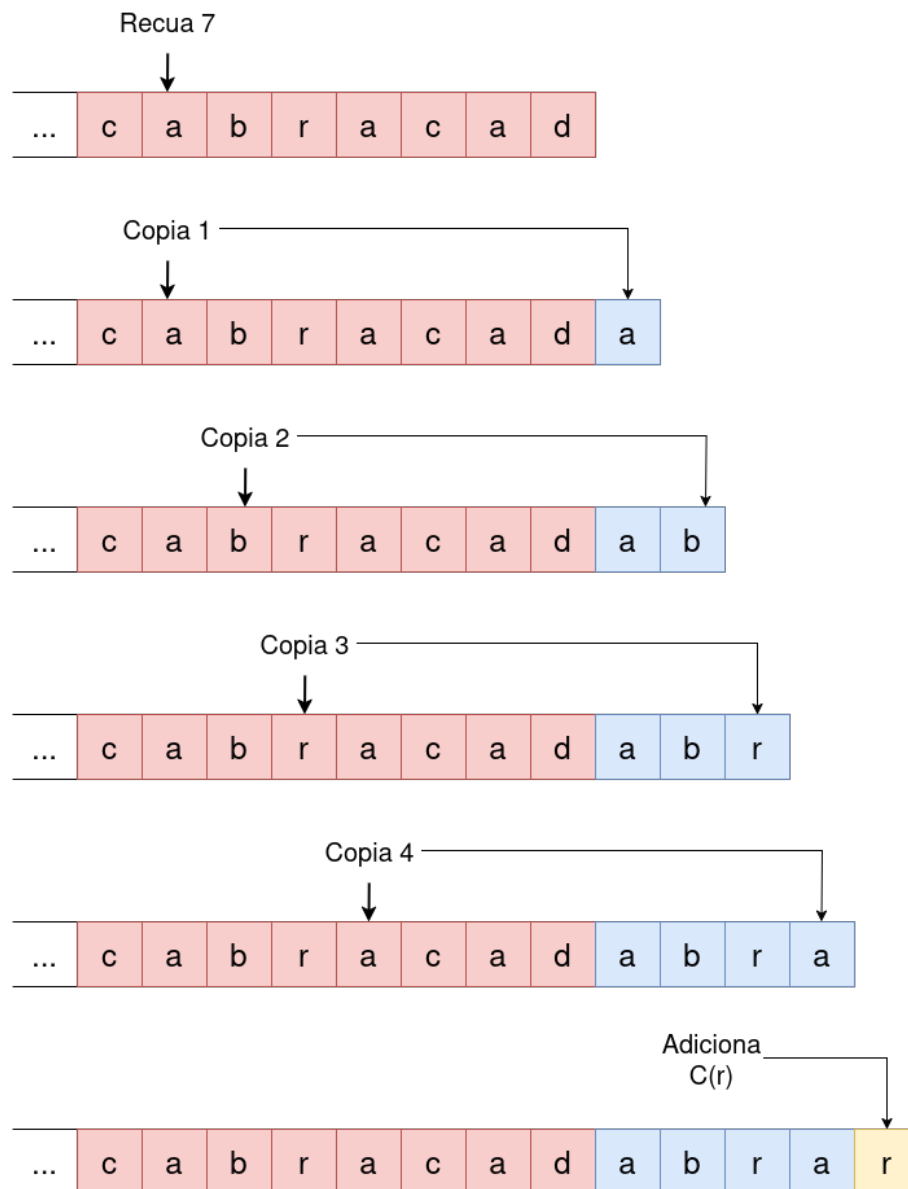 Recua 7
... c a b r a c a d
Copia 1
... c a b r a c a d a
Copia 2
... c a b r a c a d a b
Copia 3
... c a b r a c a d a b r
Copia 4
... c a b r a c a d a b r a
Adiciona
C(r)
... c a b r a c a d a b r a r